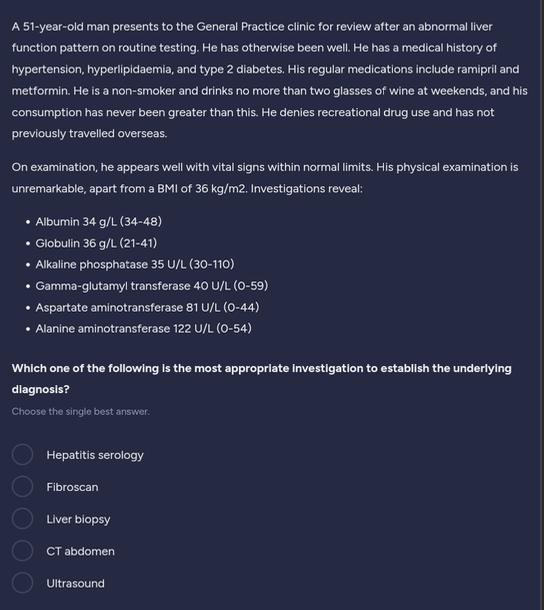 A 51-year-old man presents to the General Practice clinic for review after an abnormal liver
function pattern on routine testing. He has otherwise been well. He has a medical history of
hypertension, hyperlipidaemia, and type 2 diabetes. His regular medications include ramipril and
metformin. He is a non-smoker and drinks no more than two glasses of wine at weekends, and his
consumption has never been greater than this. He denies recreational drug use and has not
previously travelled overseas.
On examination, he appears well with vital signs within normal limits. His physical examination is
unremarkable, apart from a BMI of 36 kg/m2. Investigations reveal:
• Albumin 34 g/L (34-48)
• Globulin 36 g/L (21-41)
• Alkaline phosphatase 35 U/L (30-110)
• Gamma-glutamyl transferase 40 U/L (0-59)
• Aspartate aminotransferase 81 U/L (0-44)
• Alanine aminotransferase 122 U/L (0-54)
Which one of the following is the most appropriate investigation to establish the underlying
diagnosis?
Choose the single best answer.
Hepatitis serology
Fibroscan
Liver biopsy
CT abdomen
Ultrasound